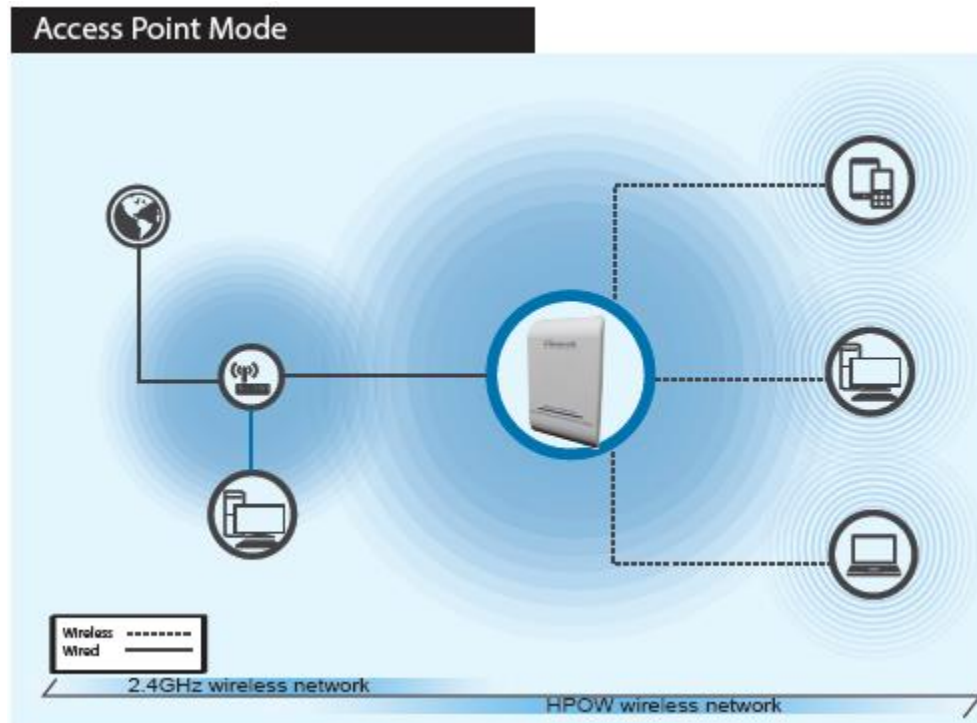 Access Point Mode
Wireless
Wired
2.4GHz wireless network
HPOW wireless network